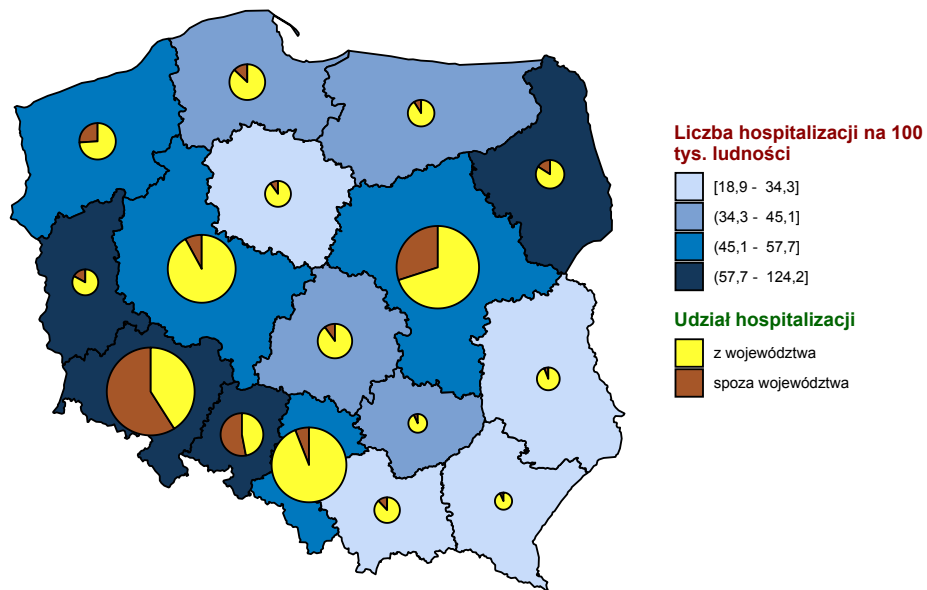 Liczba hospitalizacji na 100
tys. ludności
[18,9 - 34,3]
(34,3 - 45,1]
(45,1 - 57,7]
(57,7 - 124,2]
Udział hospitalizacji
z województwa
spoza województwa